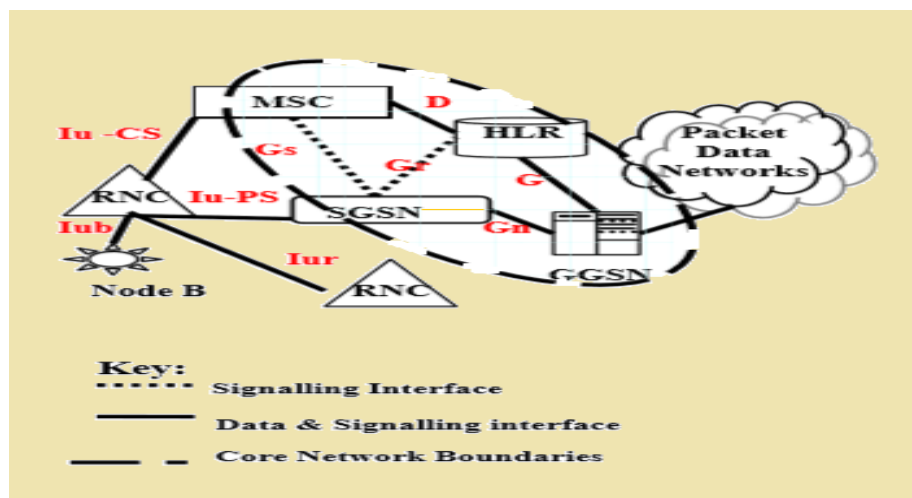 MSC
D
HLR
Packet
Data
Networks
Iu -CS
Gs
Gr
G
RNC
Iu-PS
SGSN
Gn
Iub
GGSN
Iur
RNC
Node B
Key:
Signalling Interface
Data & Signalling interface
Core Network Boundaries